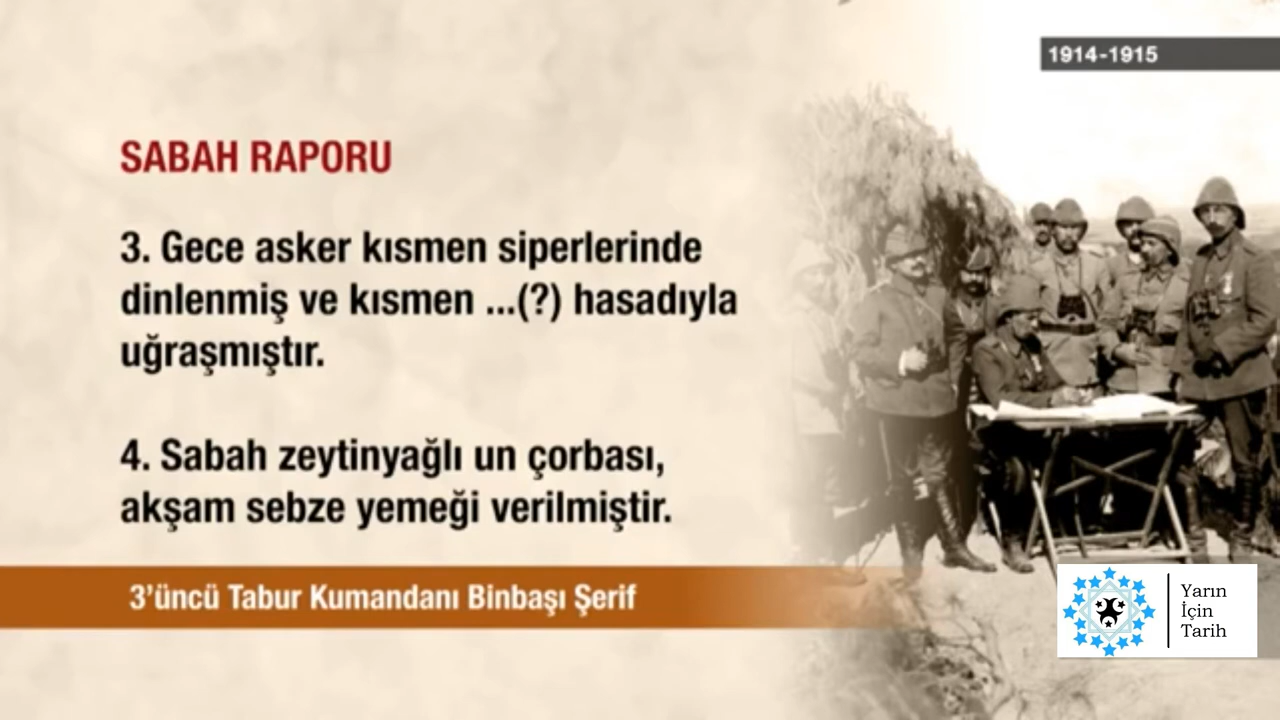 1914-1915
SABAH RAPORU
3. Gece asker kısmen siperlerinde
dinlenmiş ve kısmen ...(?) hasadıyla
uğraşmıştır.
4. Sabah zeytinyağlı un çorbası,
akşam sebze yemeği verilmiştir.
3’üncü Tabur Kumandanı Binbaşı Şerif
Yarın
İçin
Tarih